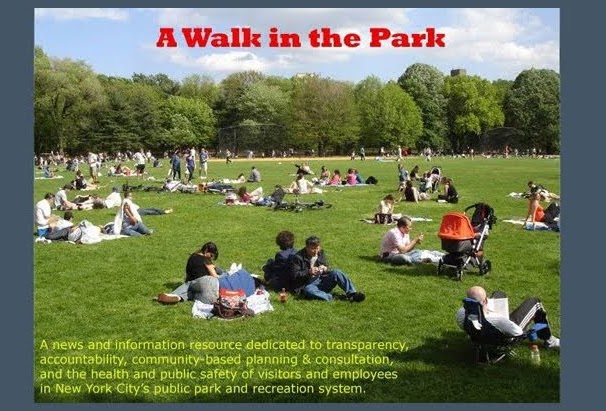 A Walk in the Park
A news and information resource dedicated to transparency,
accountability, community-based planning & consultation,
and the health and public safety of visitors and employees
in New York City's public park and recreation system.